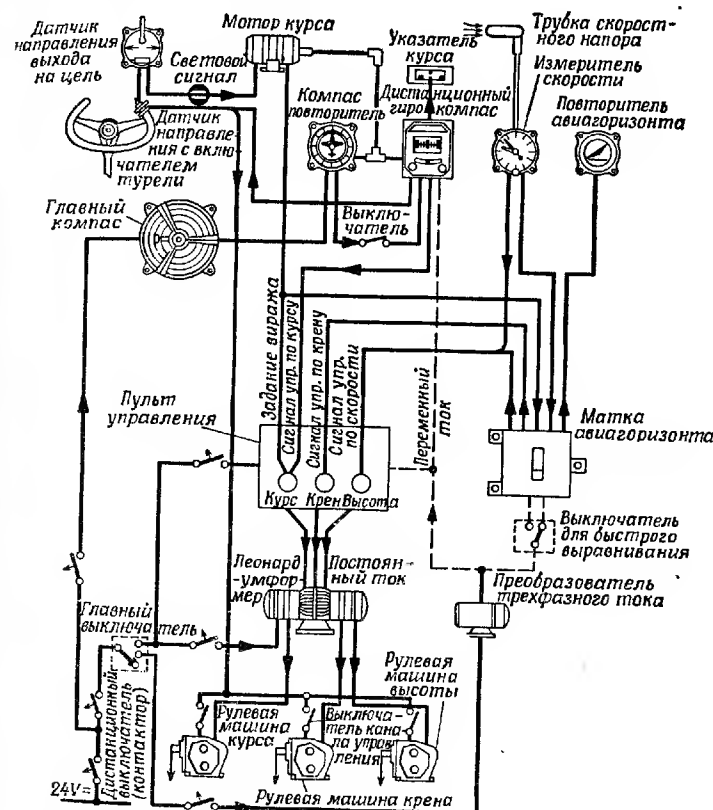 Датчик
направления
выхода
на цель
Световой
сигнал
Мотор курса
Указатель
курса
Трубка скорост-
ного напора
Измеритель
скорости
Компас
повторитель
Дистанционный
гиро
компас
Повторитель
авиагоризонта
Датчик
направле-
ния с вклю-
чателем
турели
Главный
компас
Выклю-
чатель
Задание виража
Сигнал упр. по курсу
Сигнал упр. по крену
Сигнал упр.
по скорости
Переменный
ток
Пульт
управления
Матка
авиагоризонта
Курс
Крен
Высота
Выключатель
для быстрого
выравнивания
Леонард
-умфор-
мер
Постоян-
ный ток
Преобразователь
трехфазного тока
Главный
выключатель
Дистанционный
выключатель
(контактор)
Рулевая
машина
курса
Выключа-
тель кана-
ла управ-
ления
Рулевая
машина
высоты
24V=
Рулевая машина крена